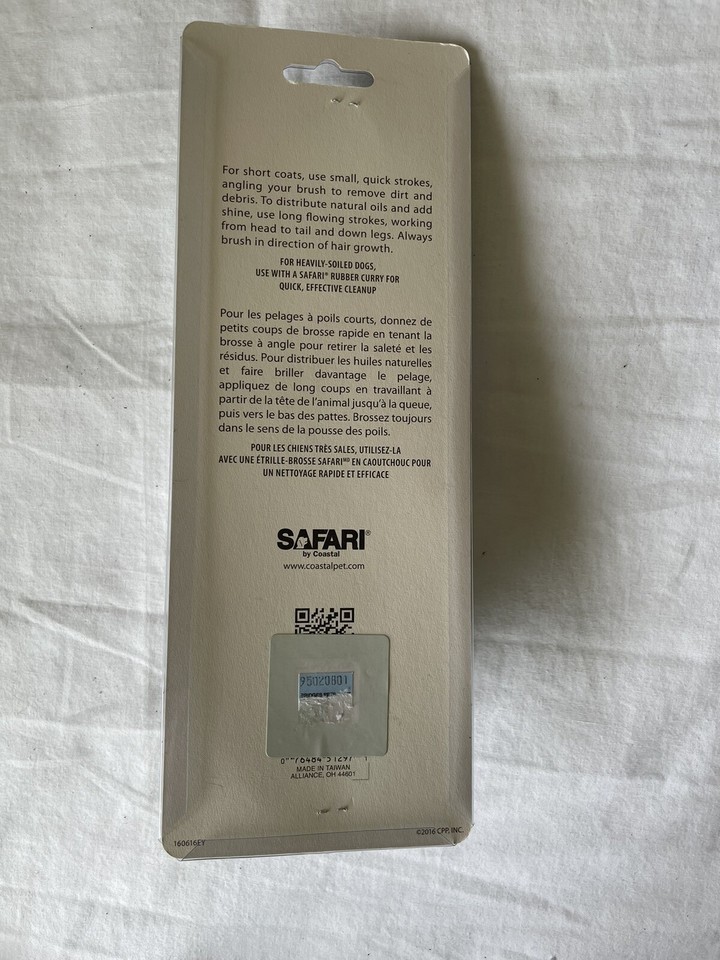 For short coats, use small, quick strokes,
angling your brush to remove dirt and
debris. To distribute natural oils and add
shine, use long flowing strokes, working
from head to tail and down legs. Always
brush in direction of hair growth.
FOR HEAVILY-SOILED DOGS,
USE WITH A SAFARI® RUBBER CURRY FOR
QUICK, EFFECTIVE CLEANUP
Pour les pelages à poils courts, donnez de
petits coups de brosse rapide en tenant la
brosse à angle pour retirer la saleté et les
résidus. Pour distribuer les huiles naturelles
et faire briller davantage le pelage,
appliquez de long coups en travaillant à
partir de la tête de l'animal jusqu'à la queue,
puis vers le bas des pattes. Brossez toujours
dans le sens de la pousse des poils.
POUR LES CHIENS TRÈS SALES, UTILISEZ-LA
AVEC UNE ÉTRILLE-BROSSE SAFARI MD EN CAOUTCHOUC POUR
UN NETTOYAGE RAPIDE ET EFFICACE
SAFARI®
by Coastal
www.coastalpet.com
95020801
0 76484 51297 1
MADE IN TAIWAN
ALLIANCE, OH 44601
160616EY
©2016 CPP, INC.